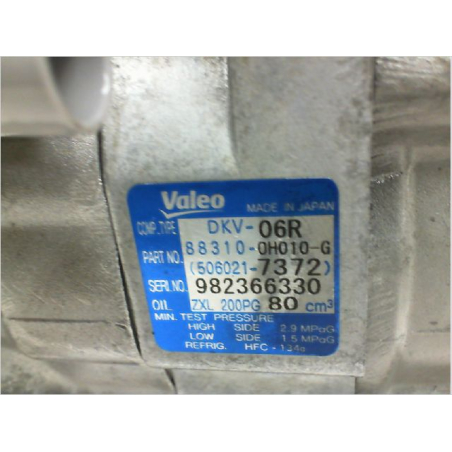 Valeo MADE IN JAPAN
COMP. TYPE DKV-06R
PART NO. 88310-0H010-G
(506021-7372)
SERI.NO. 982366330
OIL ZXL 200PG 80 cm³
MIN. TEST PRESSURE
HIGH SIDE 2.9 MPaG
LOW SIDE 1.5 MPaG
REFRIG. HFC-134a